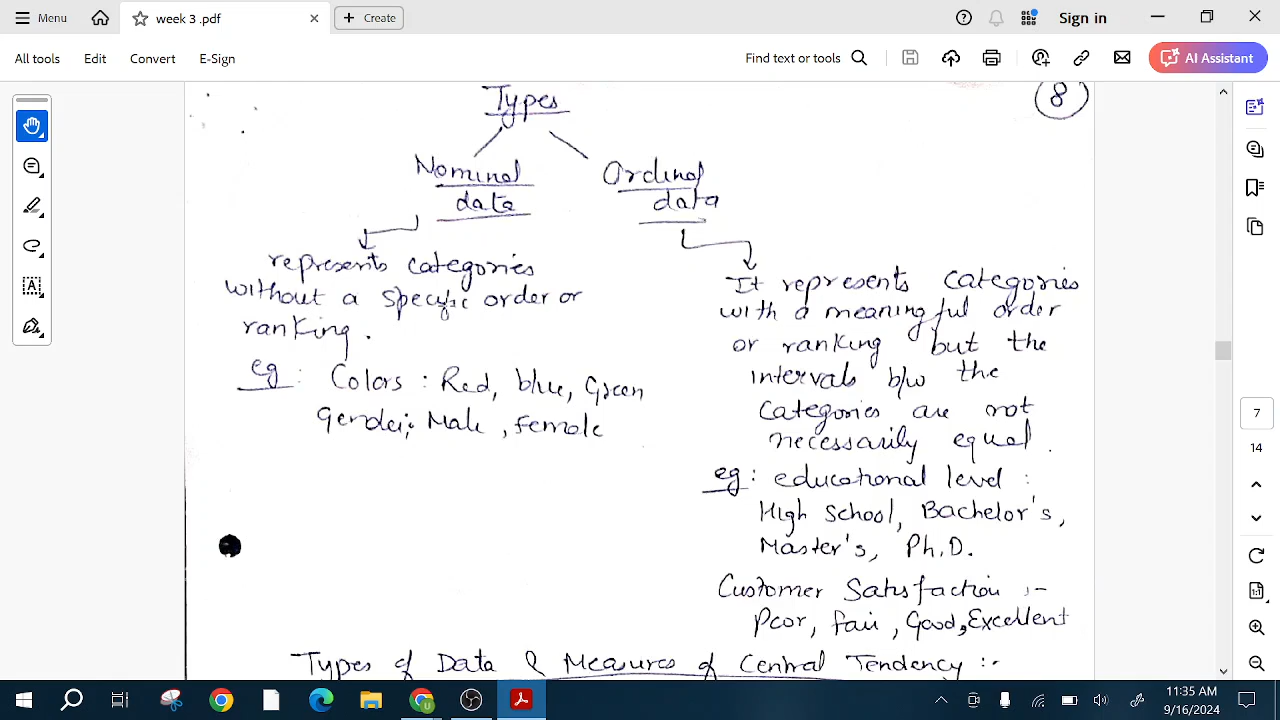 Menu
week 3 .pdf
Create
Sign in
All tools
Edit
Convert
E-Sign
Find text or tools
AI Assistant
Types
8
Nominal
data
Ordinal
data
represents categories
without a specific order or
ranking.
eg: Colors : Red, blue, Green
Gender: Male, female
It represents categories
with a meaningful order
or ranking but the
intervals b/w the
categories are not
necessarily equal.
eg: educational level :
High School, Bachelor's,
Master's, Ph.D.
Customer Satisfaction :-
Poor, fair, Good, Excellent
Types of Data & Measures of Central Tendency :-
7
14
1:1
11:35 AM
9/16/2024